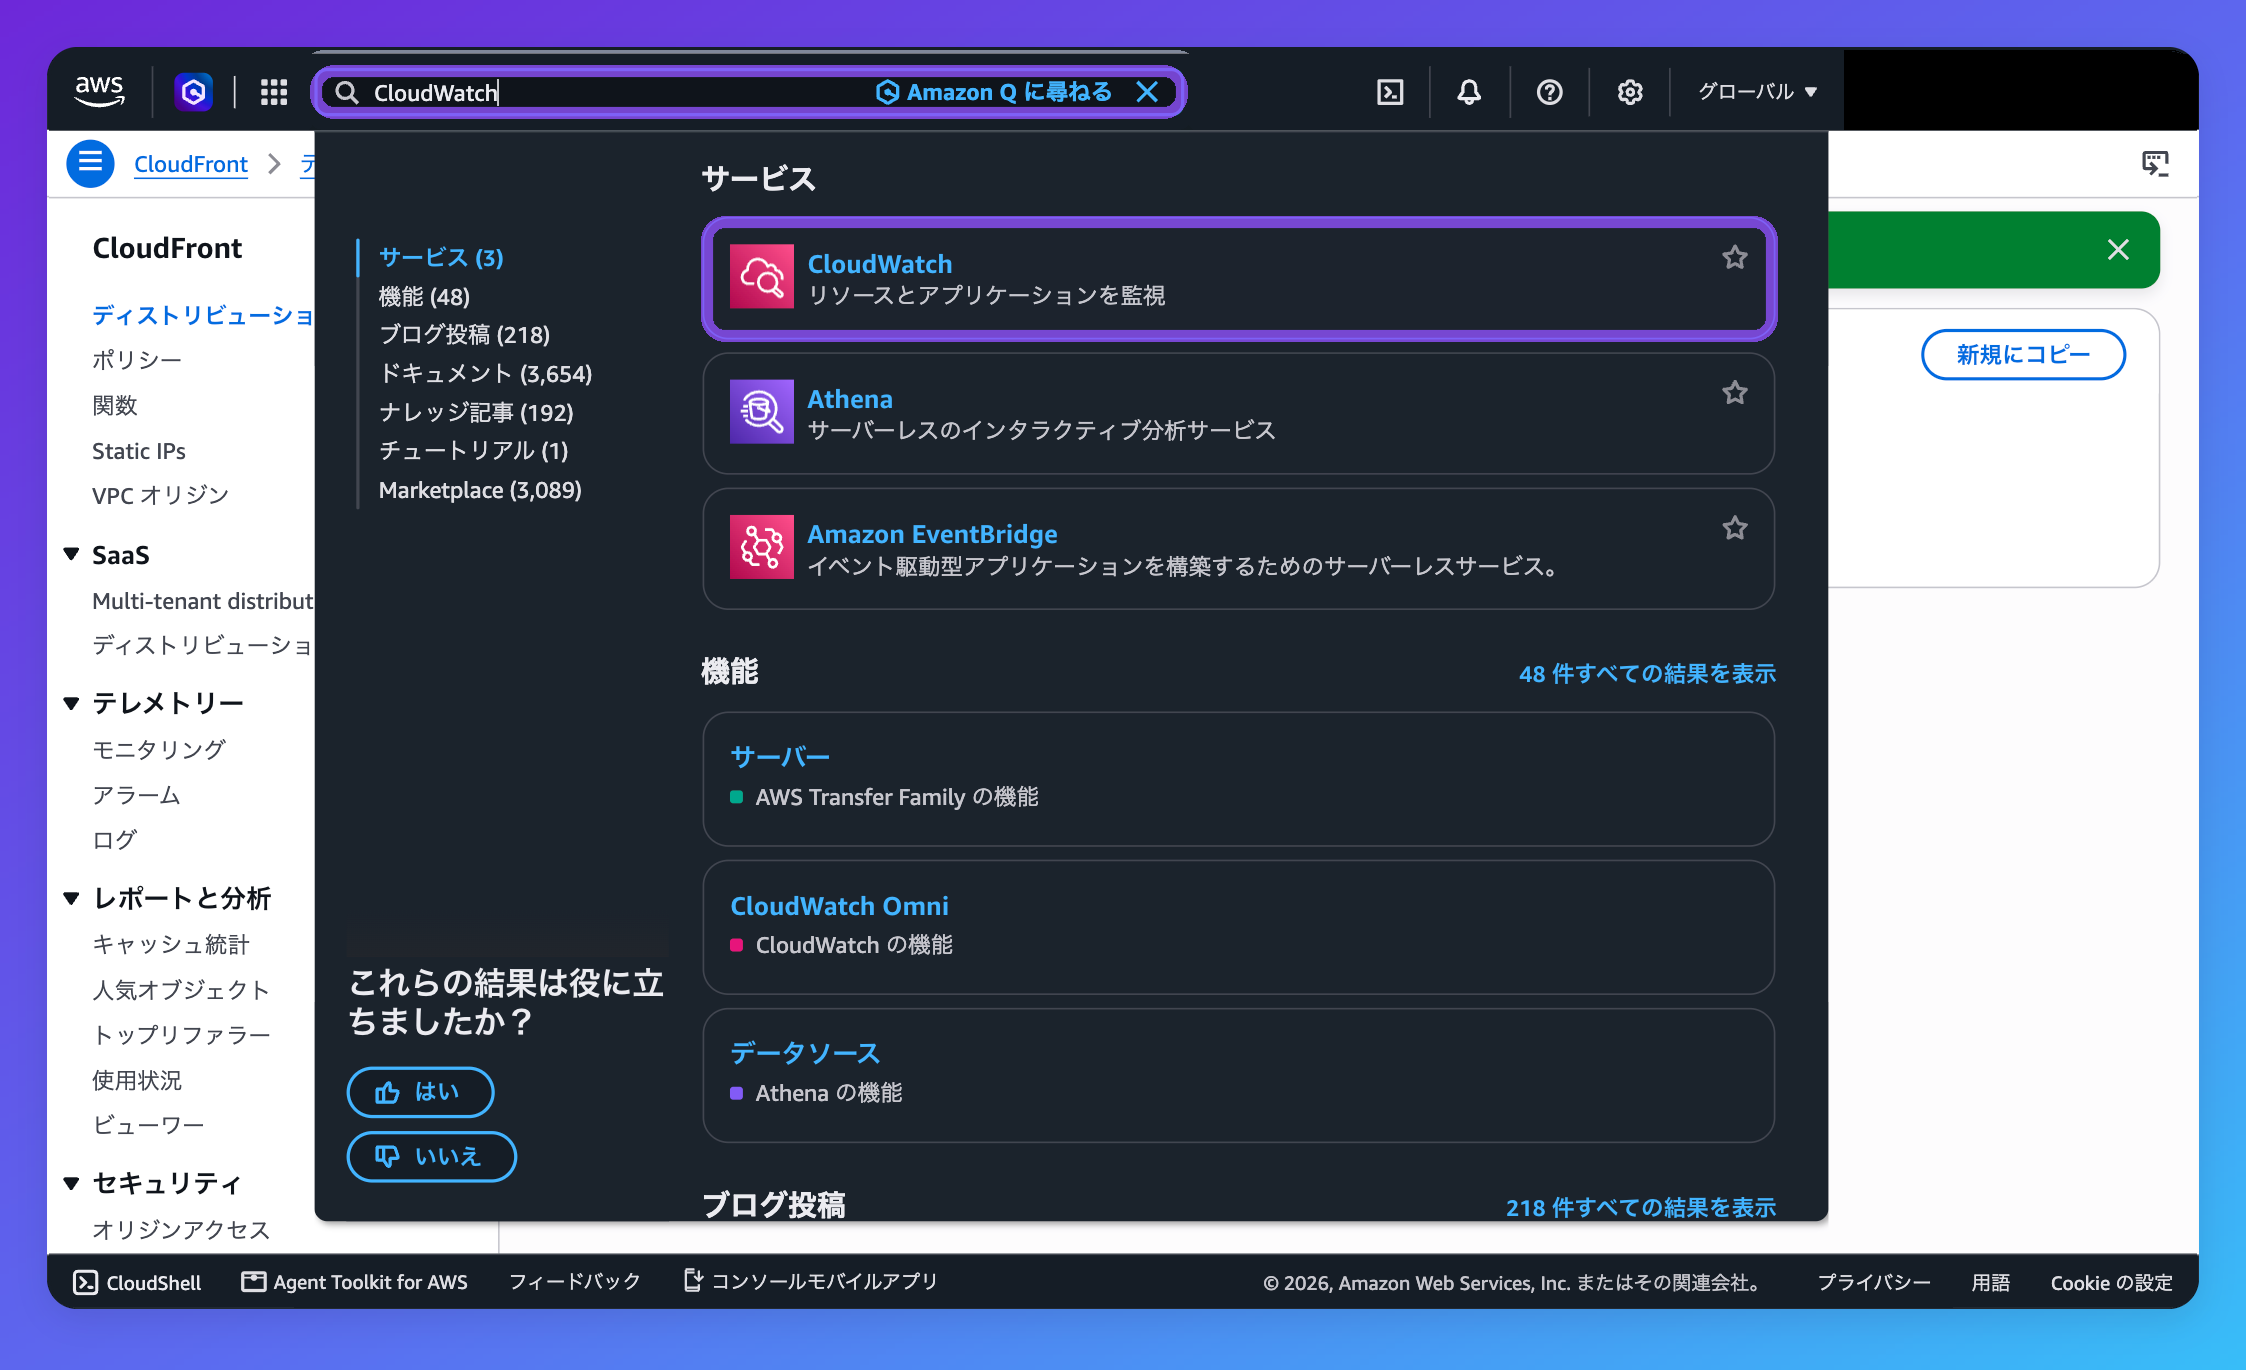 aws
CloudWatch
Amazon Q に尋ねる
グローバル
CloudFront
CloudFront
ディストリビューショ
ポリシー
関数
Static IPs
VPC オリジン
SaaS
Multi-tenant distribut
ディストリビューショ
テレメトリー
モニタリング
アラーム
ログ
レポートと分析
キャッシュ統計
人気オブジェクト
トップリファラー
使用状況
ビューワー
セキュリティ
オリジンアクセス
サービス (3)
機能 (48)
ブログ投稿 (218)
ドキュメント (3,654)
ナレッジ記事 (192)
チュートリアル (1)
Marketplace (3,089)
これらの結果は役に立
ちましたか？
はい
いいえ
サービス
CloudWatch
リソースとアプリケーションを監視
Athena
サーバーレスのインタラクティブ分析サービス
Amazon EventBridge
イベント駆動型アプリケーションを構築するためのサーバーレスサービス。
機能
48 件すべての結果を表示
サーバー
AWS Transfer Family の機能
CloudWatch Omni
CloudWatch の機能
データソース
Athena の機能
ブログ投稿
218 件すべての結果を表示
新規にコピー
CloudShell
Agent Toolkit for AWS
フィードバック
コンソールモバイルアプリ
© 2026, Amazon Web Services, Inc. またはその関連会社。
プライバシー
用語
Cookie の設定